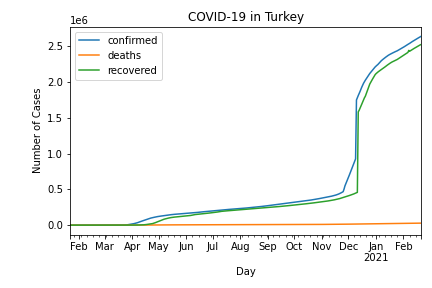 COVID-19 in Turkey
1e6
confirmed
deaths
recovered
2.5
2.0
1.5
1.0
0.5
0.0
Number of Cases
Feb Mar Apr May Jun Jul Aug Sep Oct Nov Dec Jan Feb
2021
Day